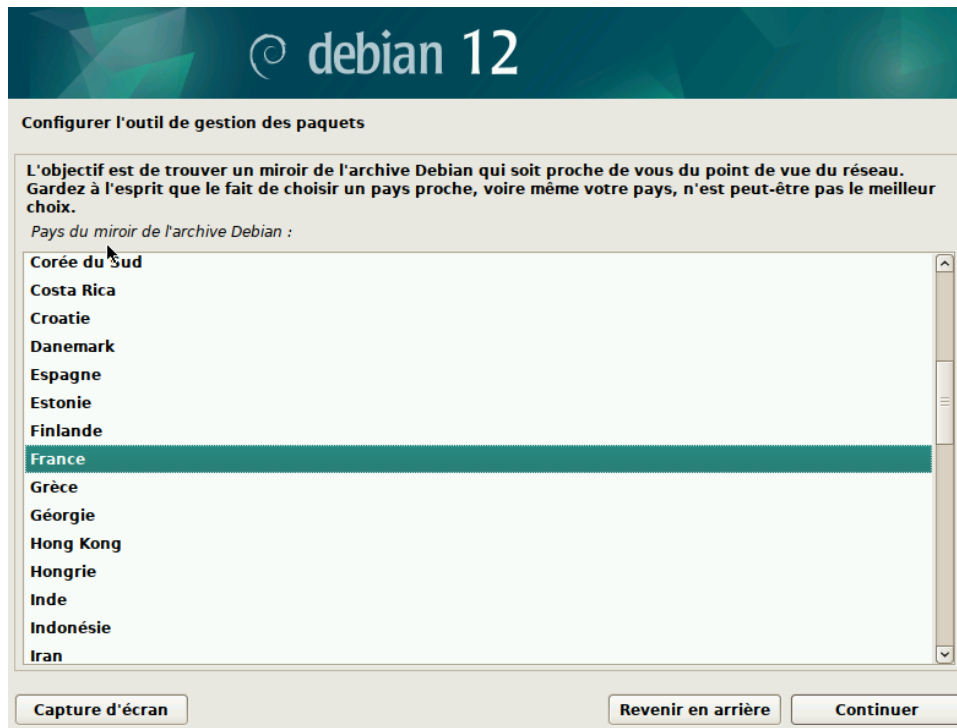 debian 12
Configurer l'outil de gestion des paquets
L'objectif est de trouver un miroir de l'archive Debian qui soit proche de vous du point de vue du réseau.
Gardez à l'esprit que le fait de choisir un pays proche, voire même votre pays, n'est peut-être pas le meilleur
choix.
Pays du miroir de l'archive Debian :
Corée du Sud
Costa Rica
Croatie
Danemark
Espagne
Estonie
Finlande
France
Grèce
Géorgie
Hong Kong
Hongrie
Inde
Indonésie
Iran
Capture d'écran
Revenir en arrière
Continuer